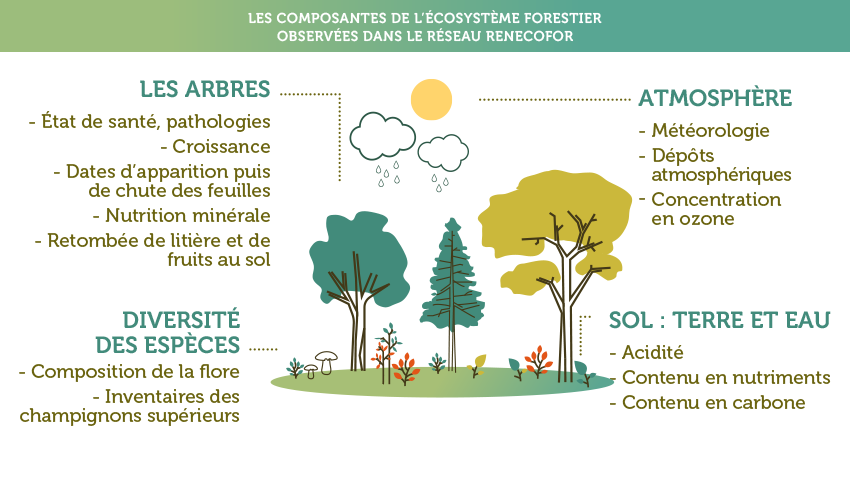 LES COMPOSANTES DE L'ÉCOSYSTÈME FORESTIER
OBSERVÉES DANS LE RÉSEAU RENECOFOR
LES ARBRES
- État de santé, pathologies
- Croissance
- Dates d'apparition puis
de chute des feuilles
- Nutrition minérale
- Retombée de litière et de
fruits au sol
ATMOSPHÈRE
- Météorologie
- Dépôts
atmosphériques
- Concentration
en ozone
DIVERSITÉ
DES ESPÈCES
- Composition de la flore
- Inventaires des
champignons supérieurs
SOL : TERRE ET EAU
- Acidité
- Contenu en nutriments
- Contenu en carbone